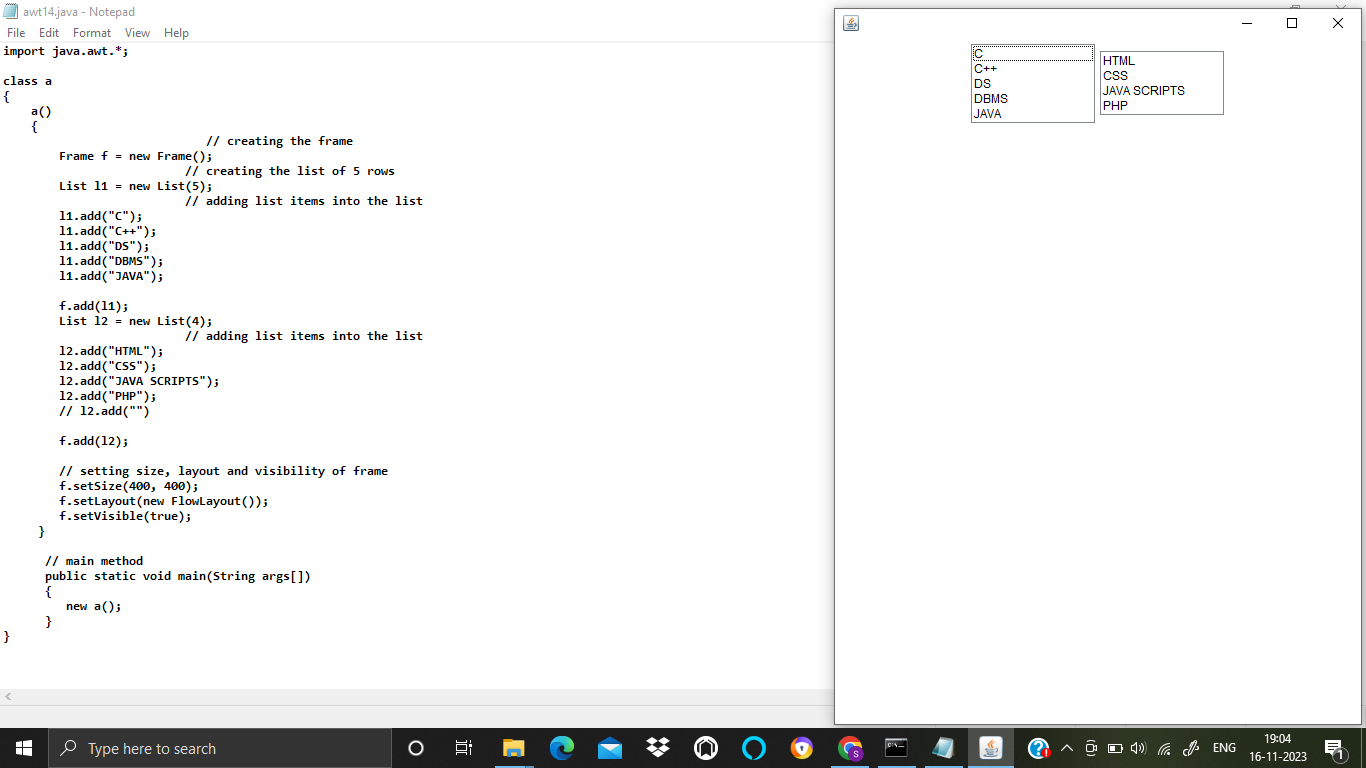 awt14.java - Notepad
File Edit Format View Help
import java.awt.*;
class a
{
a()
{
// creating the frame
Frame f = new Frame();
// creating the list of 5 rows
List l1 = new List(5);
// adding list items into the list
l1.add("C");
l1.add("C++");
l1.add("DS");
l1.add("DBMS");
l1.add("JAVA");
f.add(l1);
List l2 = new List(4);
// adding list items into the list
l2.add("HTML");
l2.add("CSS");
l2.add("JAVA SCRIPTS");
l2.add("PHP");
// l2.add("")
f.add(l2);
// setting size, layout and visibility of frame
f.setSize(400, 400);
f.setLayout(new FlowLayout());
f.setVisible(true);
}
// main method
public static void main(String args[])
{
new a();
}
}
C
C++
DS
DBMS
JAVA
HTML
CSS
JAVA SCRIPTS
PHP
Type here to search
S
ENG
19:04
16-11-2023
1